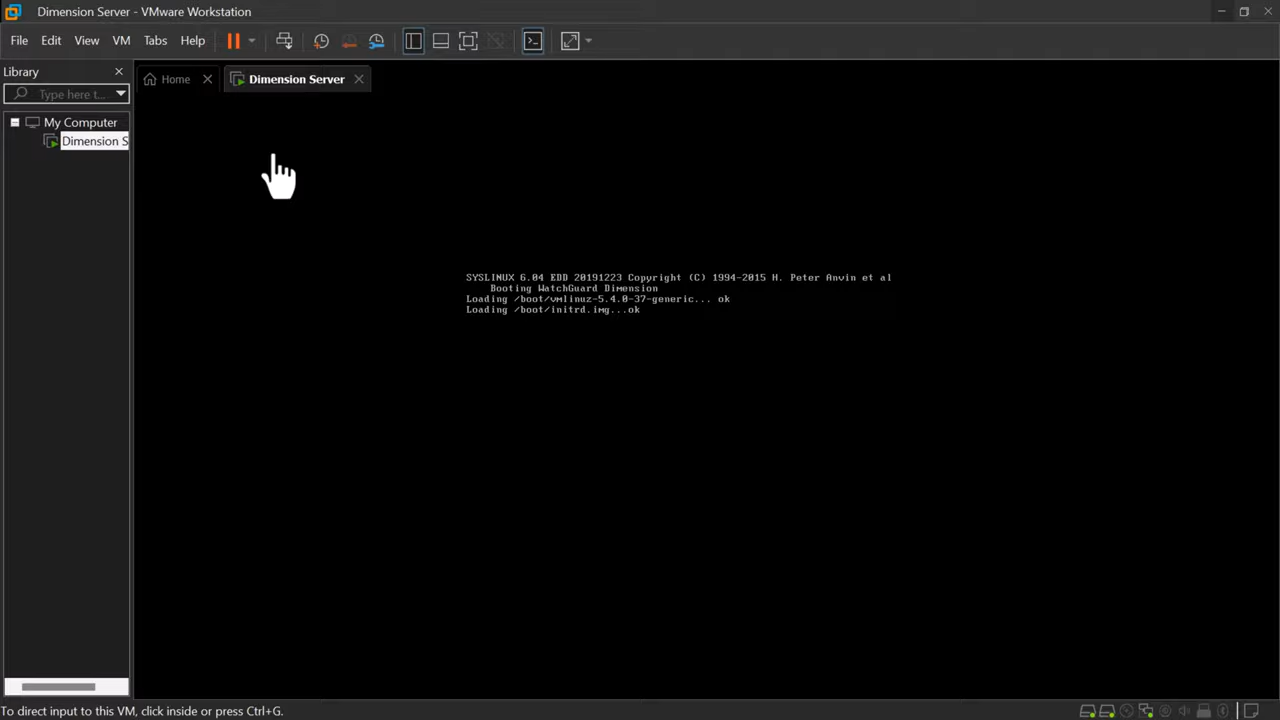 Dimension Server - VMware Workstation
File Edit View VM Tabs Help
Library
Type here t...
My Computer
Dimension S
Home
Dimension Server
SYSLINUX 6.04 EDD 20191223 Copyright (C) 1994-2015 H. Peter Anvin et al
Booting WatchGuard Dimension
Loading /boot/vmlinuz-5.4.0-37-generic... ok
Loading /boot/initrd.img...ok
To direct input to this VM, click inside or press Ctrl+G.